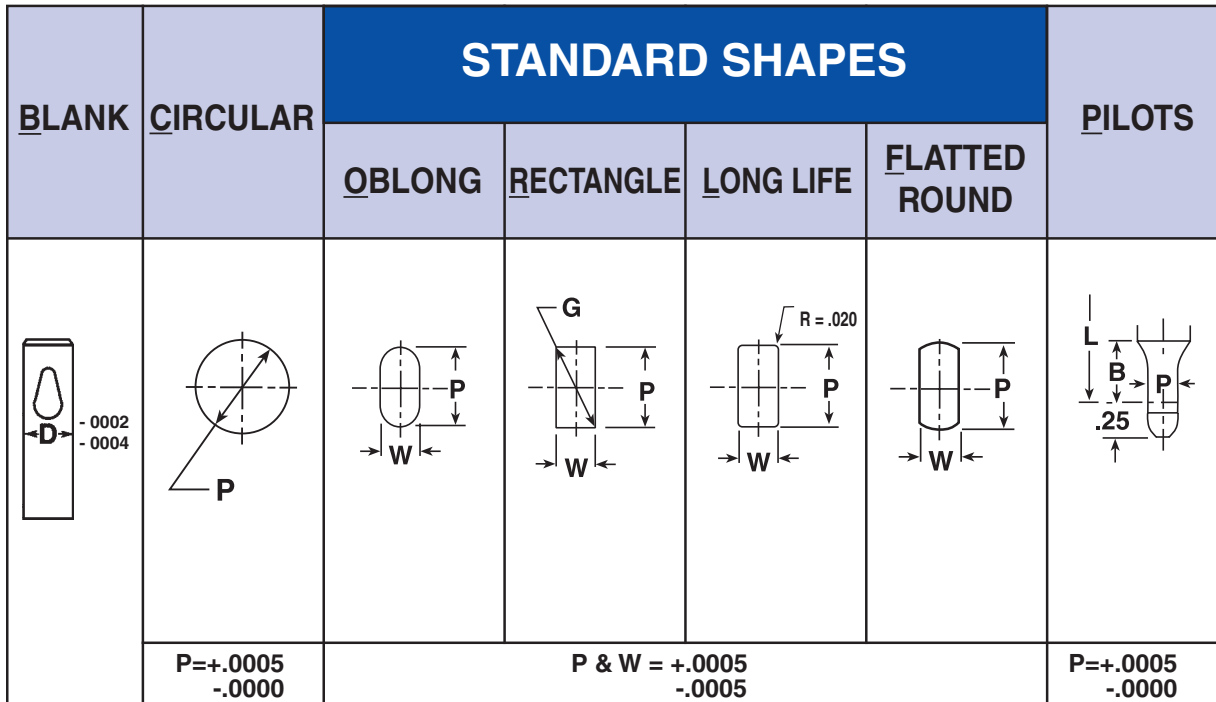 BLANK
CIRCULAR
STANDARD SHAPES
PILOTS
OBLONG
RECTANGLE
LONG LIFE
FLATTED
ROUND
D
- 0002
- 0004
P
P
W
G
P
W
R = .020
P
W
P
W
L
B
P
.25
P=+.0005
-.0000
P & W = +.0005
-.0005
P=+.0005
-.0000